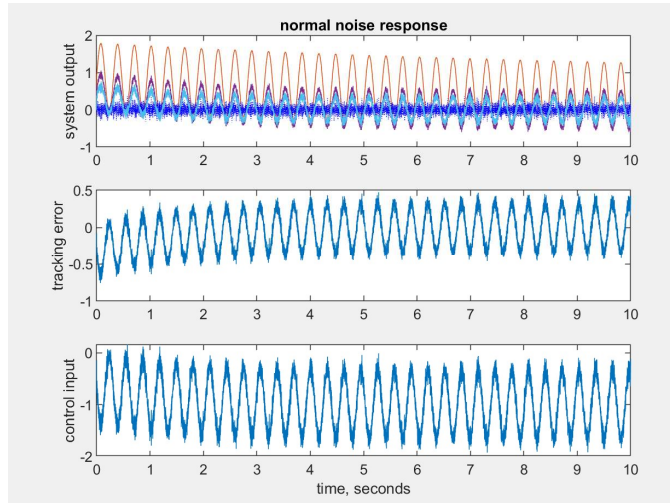 normal noise response
system output
2
1
0
-1
0 1 2 3 4 5 6 7 8 9 10
tracking error
0.5
0
-0.5
-1
0 1 2 3 4 5 6 7 8 9 10
control input
0
-1
-2
0 1 2 3 4 5 6 7 8 9 10
time, seconds